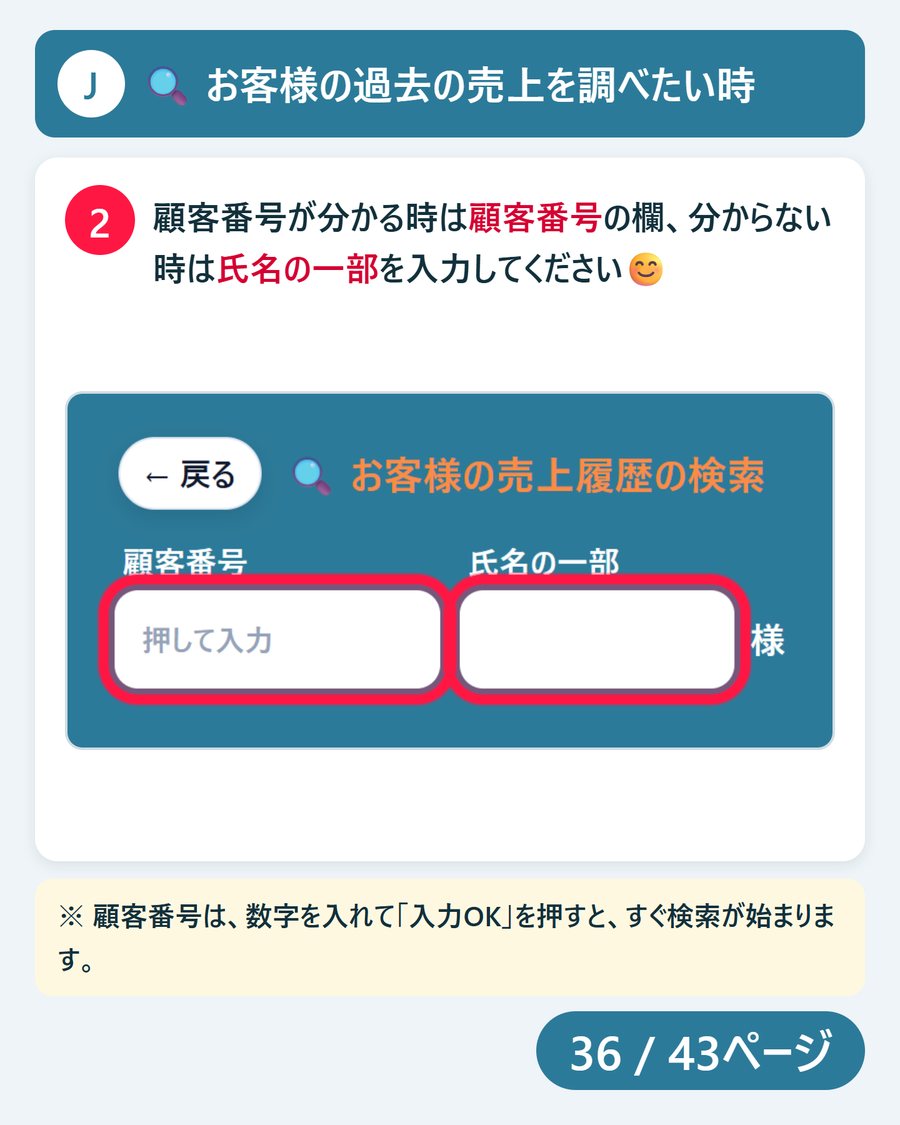 J 🔍 お客様の過去の売上を調べたい時
2 顧客番号が分かる時は顧客番号の欄、分からない
時は氏名の一部を入力してください😊
← 戻る 🔍 お客様の売上履歴の検索
顧客番号 氏名の一部
押して入力 様
※ 顧客番号は、数字を入れて「入力OK」を押すと、すぐ検索が始まりま
す。
36 / 43ページ